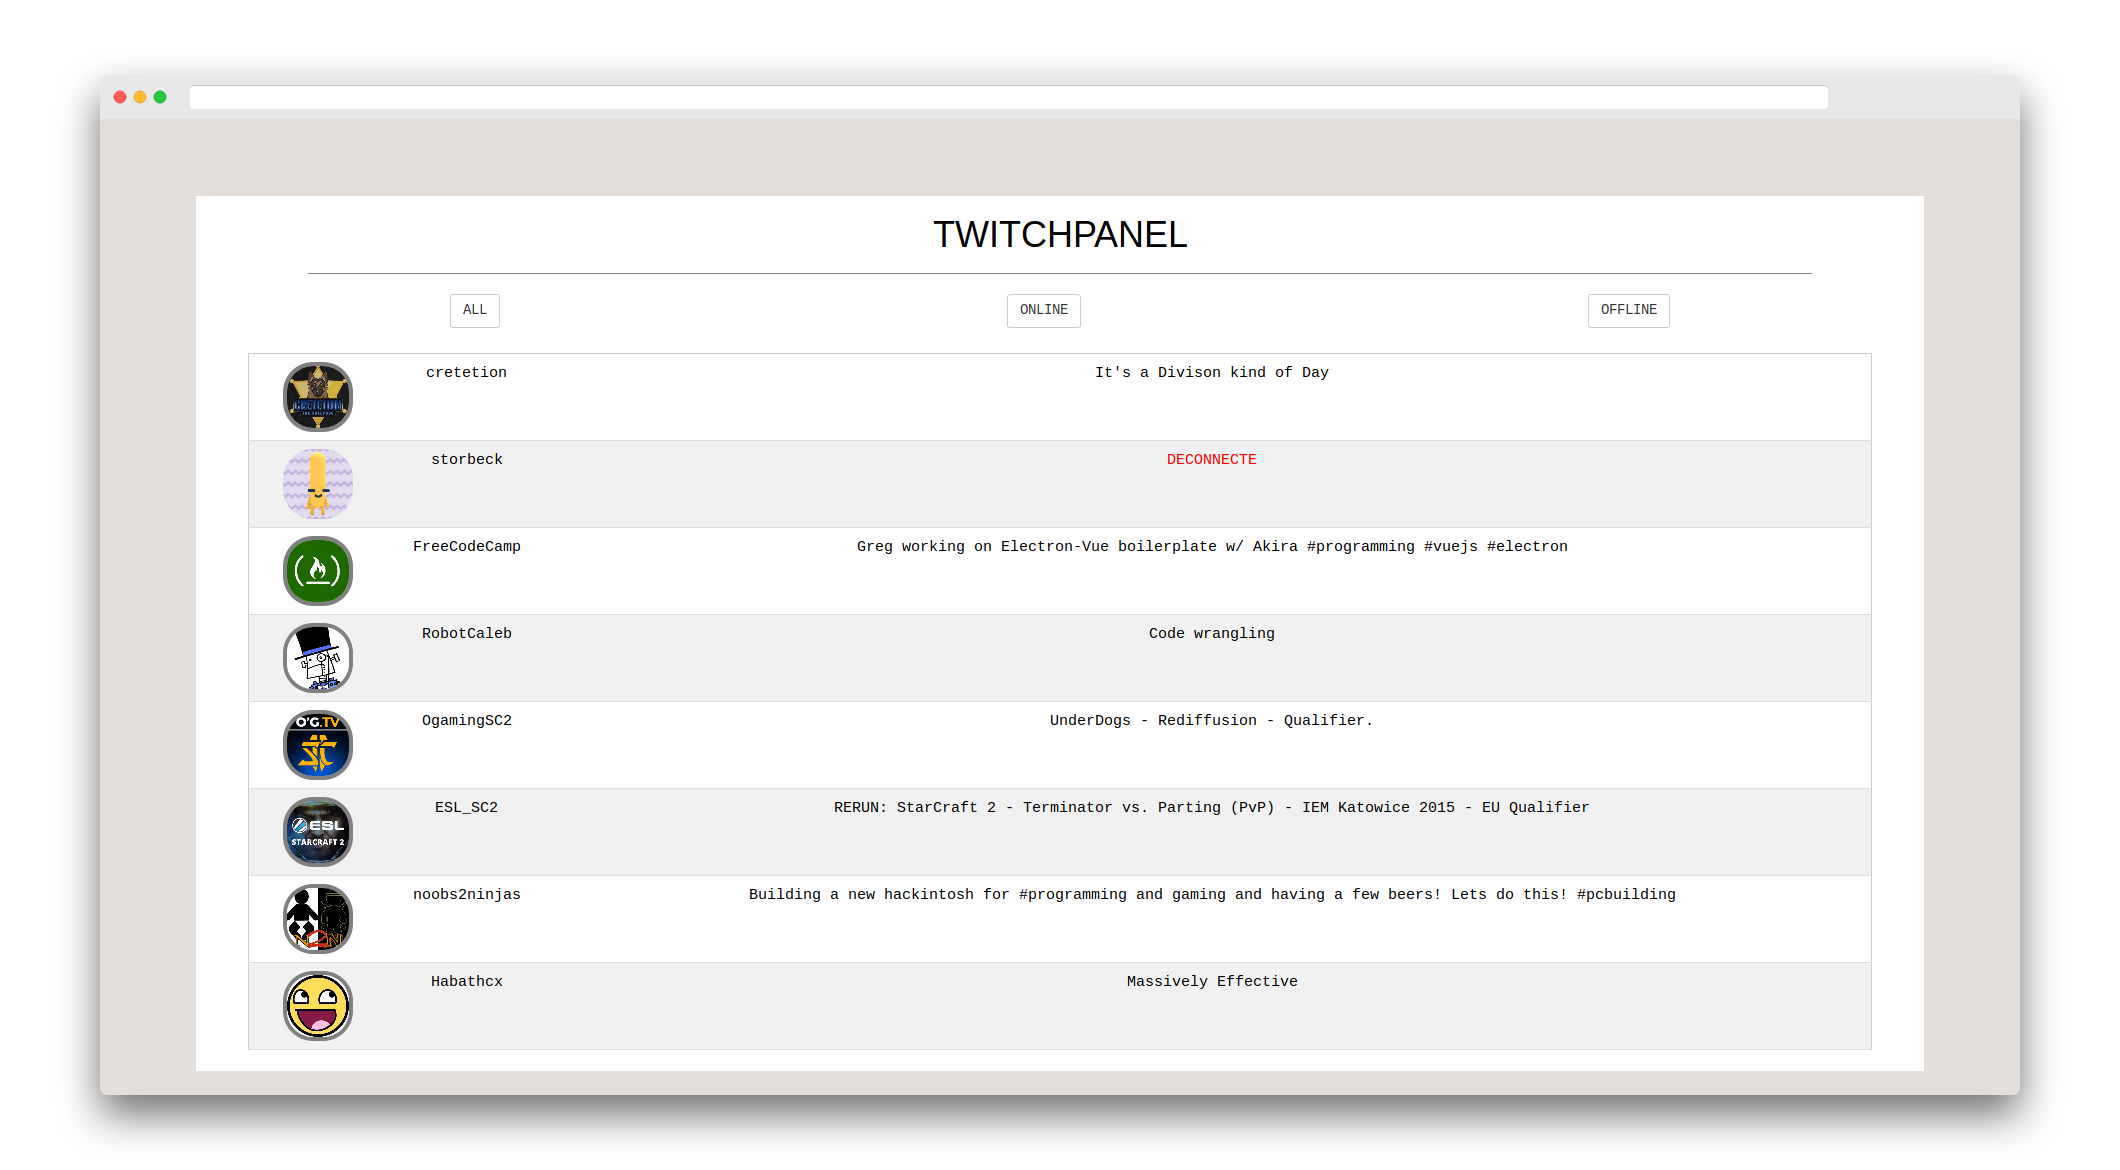 TWITCHPANEL
ALL ONLINE OFFLINE
CRETETION
cretetion It's a Divison kind of Day
storbeck DECONNECTE
FreeCodeCamp Greg working on Electron-Vue boilerplate w/ Akira #programming #vuejs #electron
RobotCaleb Code wrangling
O'G.TV
SC
OgamingSC2 UnderDogs - Rediffusion - Qualifier.
ESL
STARCRAFT 2
ESL_SC2 RERUN: StarCraft 2 - Terminator vs. Parting (PvP) - IEM Katowice 2015 - EU Qualifier
N2N
noobs2ninjas Building a new hackintosh for #programming and gaming and having a few beers! Lets do this! #pcbuilding
Habathcx Massively Effective